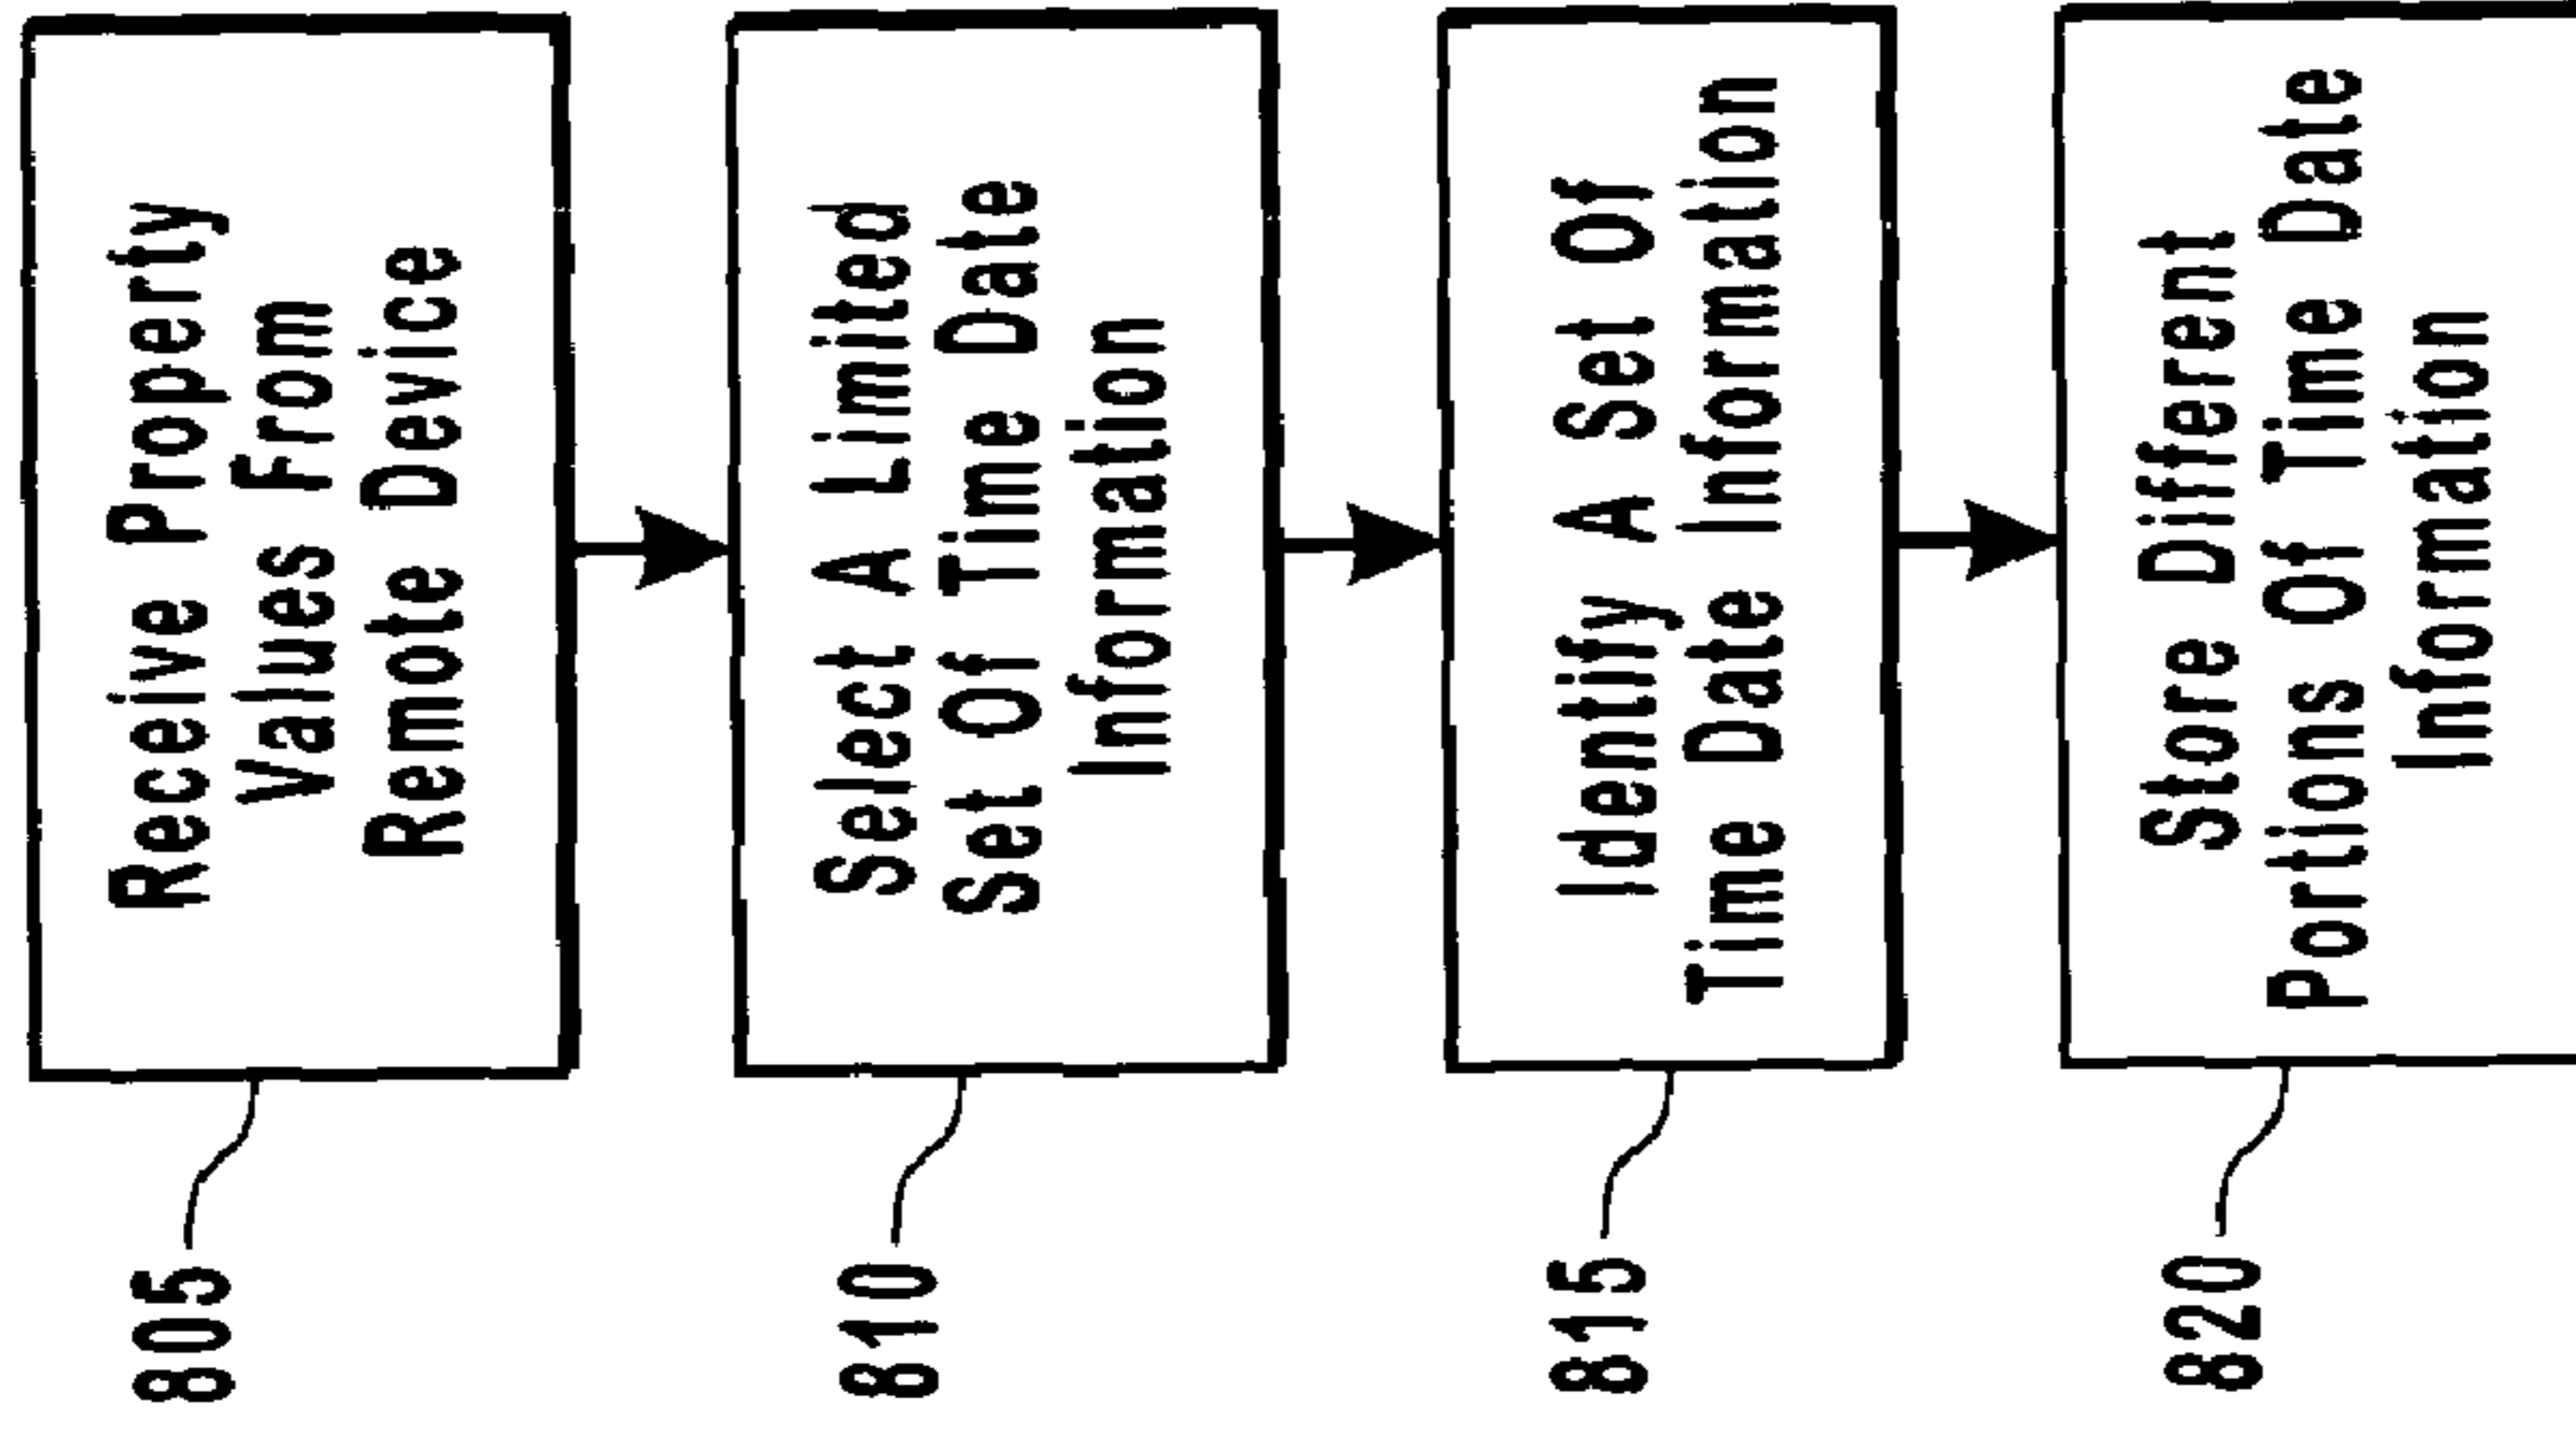 805
Receive Property
Values From
Remote Device
810
Select A Limited
Set Of Time Date
Information
815
Identify A Set Of
Time Date Information
820
Store Different
Portions Of Time Date
Information